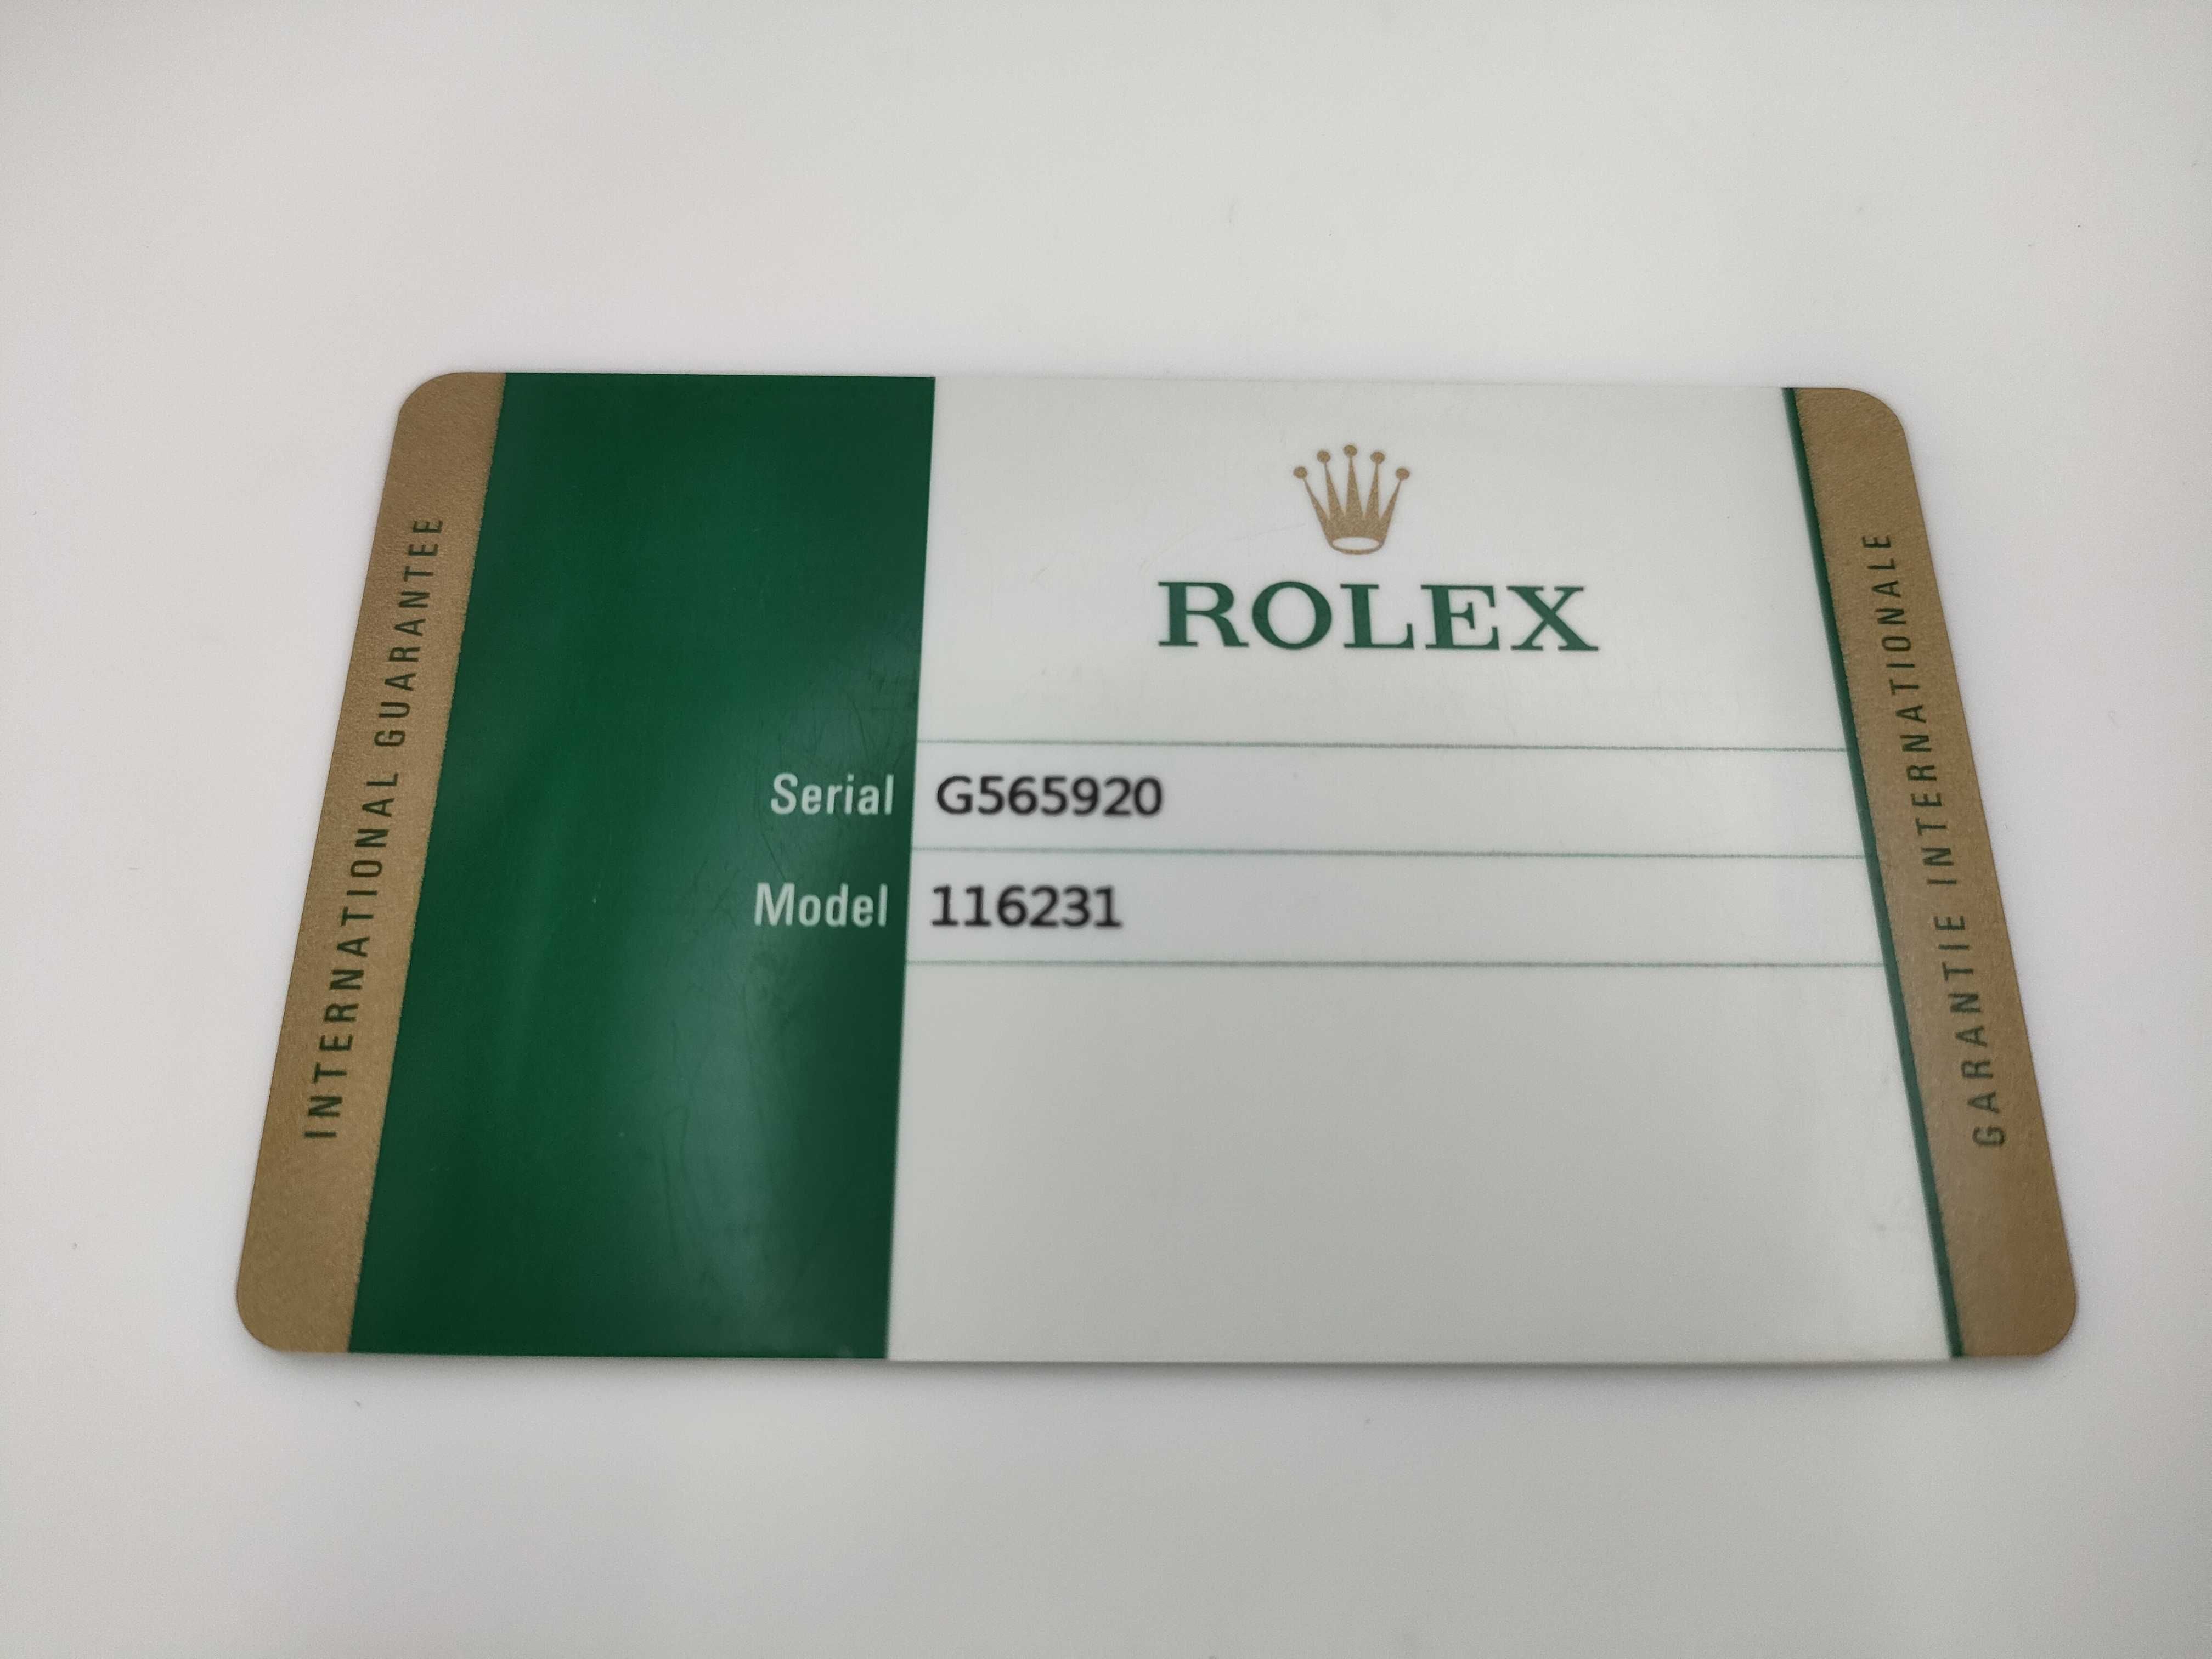 INTERNATIONAL GUARANTEE
ROLEX
Serial G565920
Model 116231
GARANTIE INTERNATIONALE